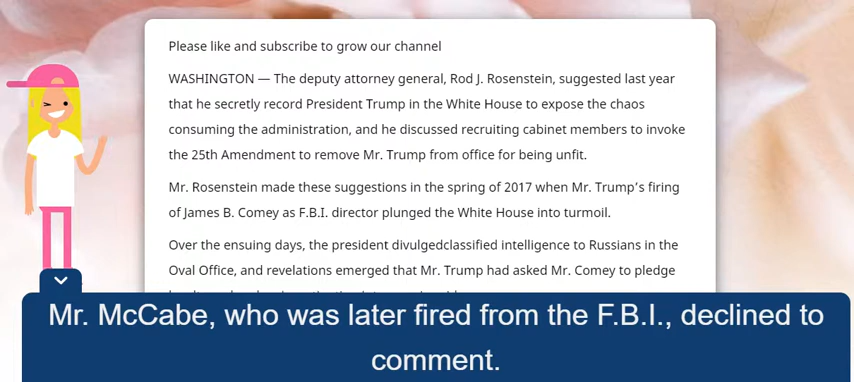 Please like and subscribe to grow our channel
WASHINGTON — The deputy attorney general, Rod J. Rosenstein, suggested last year
that he secretly record President Trump in the White House to expose the chaos
consuming the administration, and he discussed recruiting cabinet members to invoke
the 25th Amendment to remove Mr. Trump from office for being unfit.
Mr. Rosenstein made these suggestions in the spring of 2017 when Mr. Trump’s firing
of James B. Comey as F.B.I. director plunged the White House into turmoil.
Over the ensuing days, the president divulgedclassified intelligence to Russians in the
Oval Office, and revelations emerged that Mr. Trump had asked Mr. Comey to pledge
Mr. McCabe, who was later fired from the F.B.I., declined to
comment.